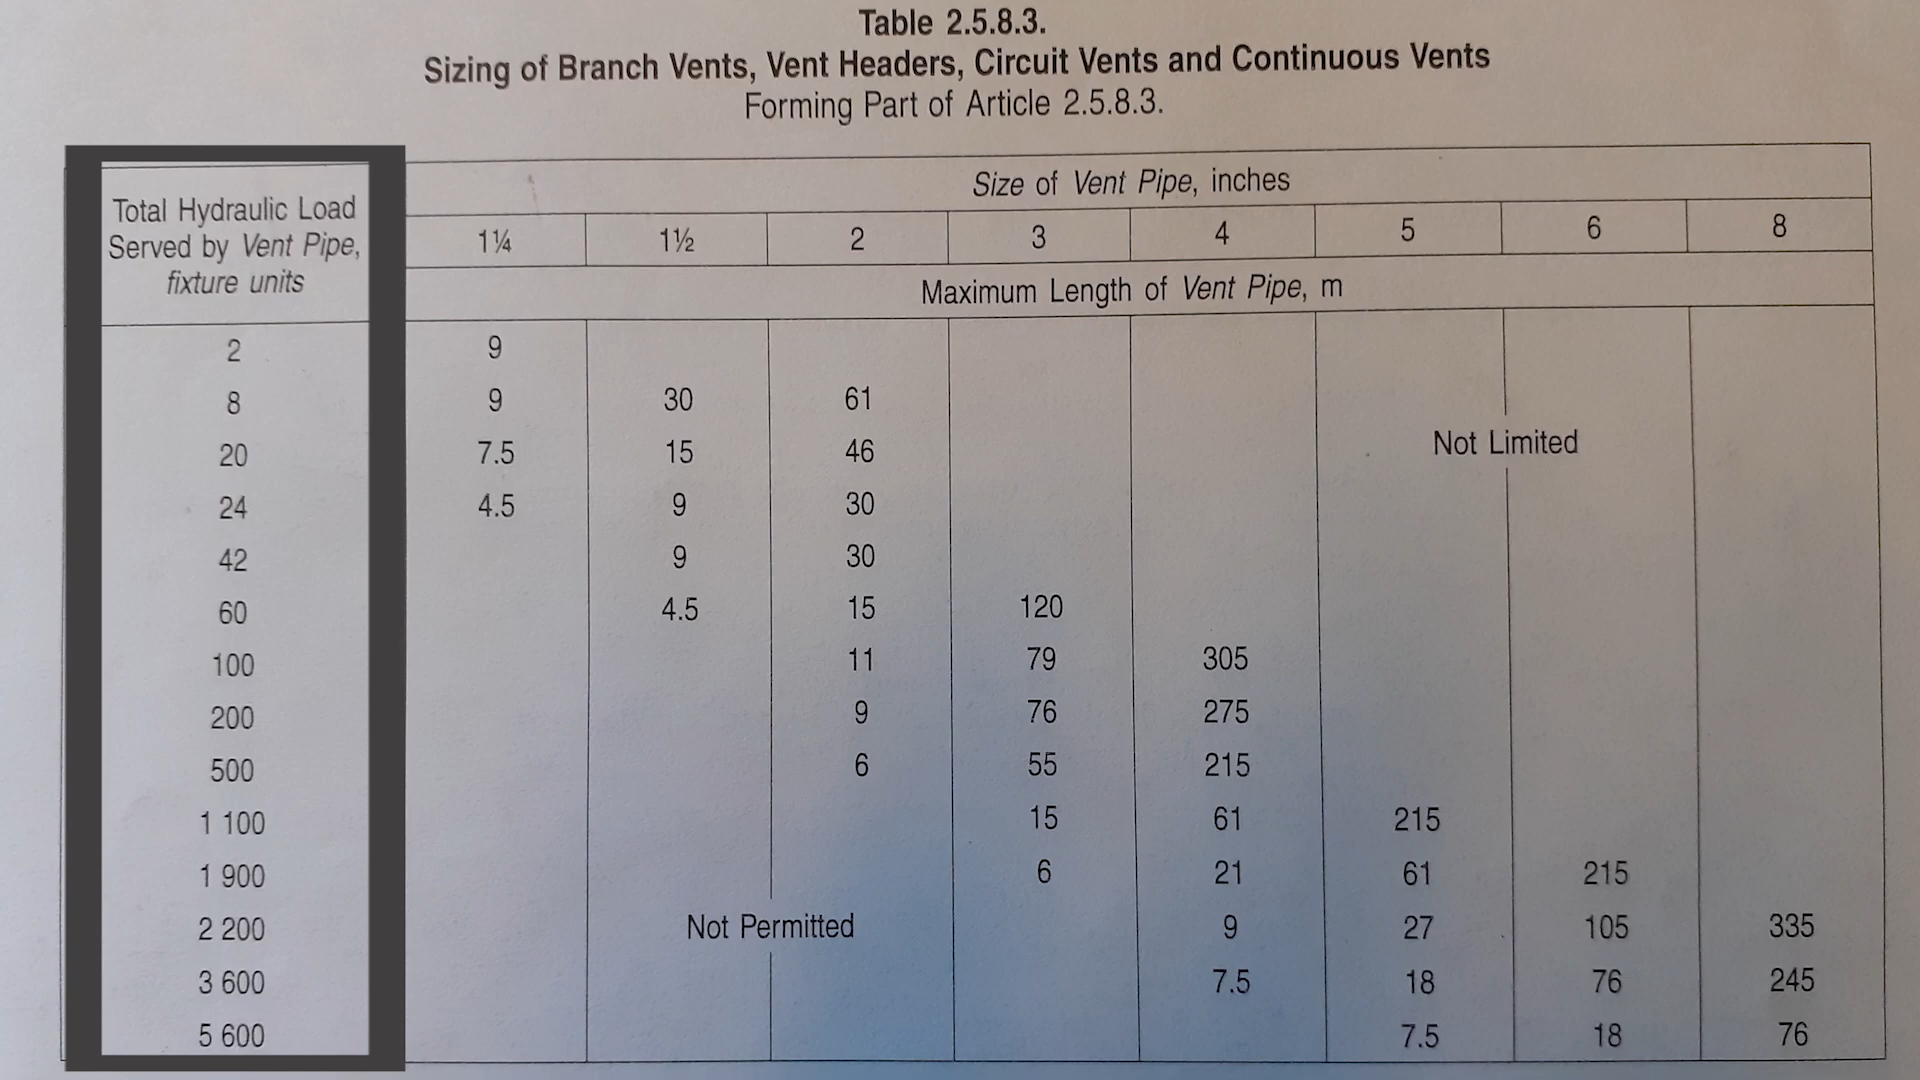 Table 2.5.8.3.
Sizing of Branch Vents, Vent Headers, Circuit Vents and Continuous Vents
Forming Part of Article 2.5.8.3.
Total Hydraulic Load
Served by Vent Pipe,
fixture units
Size of Vent Pipe, inches
1¼ 1½ 2 3 4 5 6 8
Maximum Length of Vent Pipe, m
2 9
8 9 30 61
Not Limited
20 7.5 15 46
24 4.5 9 30
42 9 30
60 4.5 15 120
100 11 79 305
200 9 76 275
500 6 55 215
1 100 15 61 215
1 900 6 21 61 215
2 200 Not Permitted 9 27 105 335
3 600 7.5 18 76 245
5 600 7.5 18 76